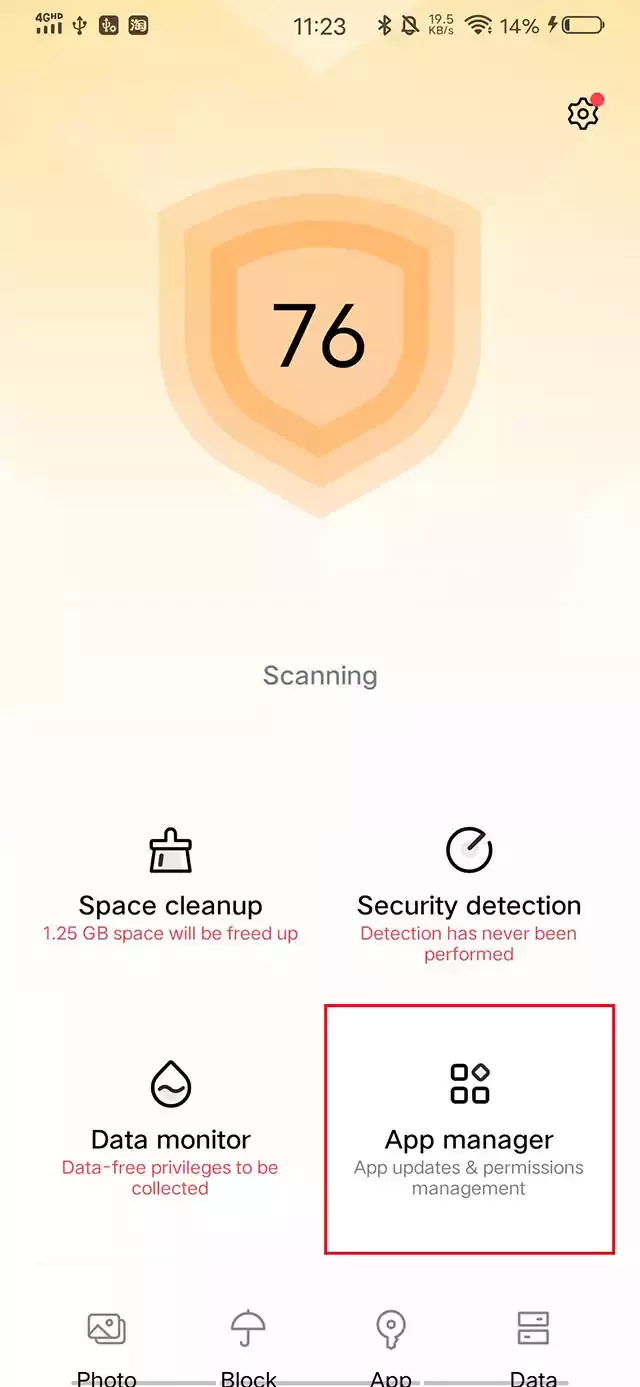 4GHD 11:23 19.5 KB/s 14%
淘
76
Scanning
Space cleanup
1.25 GB space will be freed up
Security detection
Detection has never been
performed
Data monitor
Data-free privileges to be
collected
App manager
App updates & permissions
management
Photo Block App Data